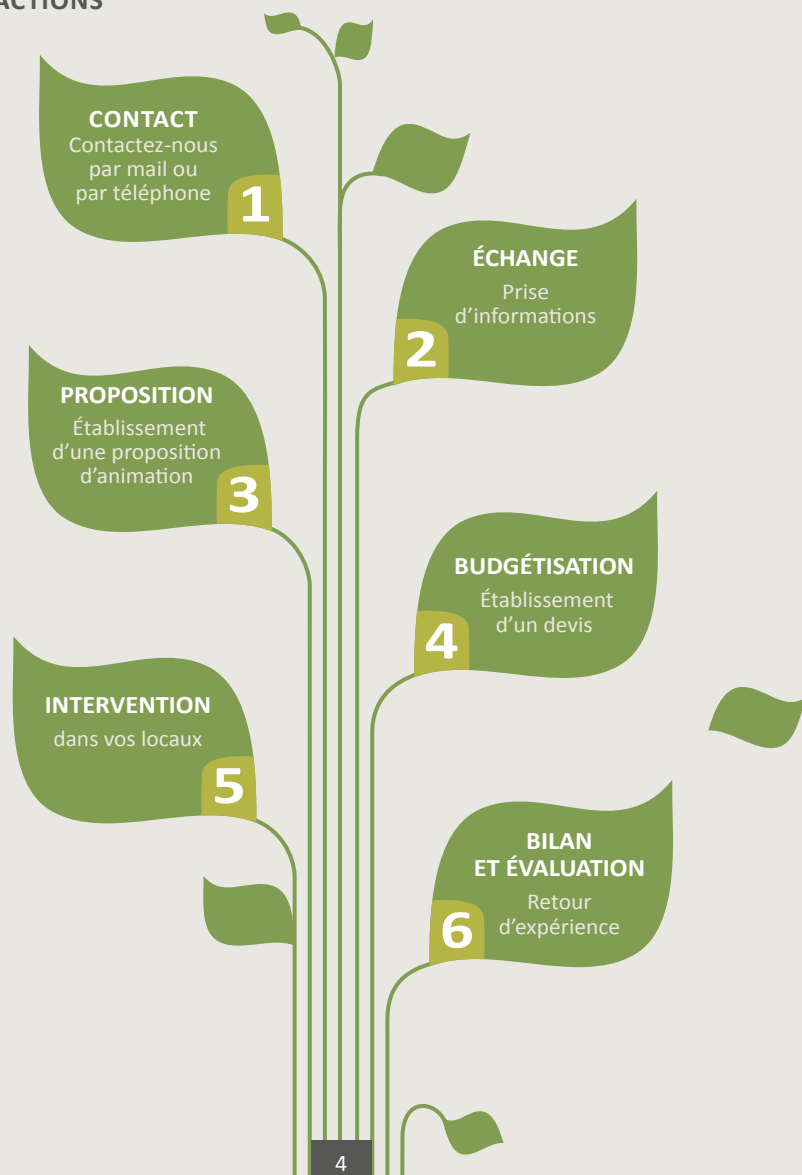 ACTIONS
CONTACT
Contactez-nous
par mail ou
par téléphone
1
ÉCHANGE
Prise
d’informations
2
PROPOSITION
Établissement
d’une proposition
d’animation
3
BUDGÉTISATION
Établissement
d’un devis
4
INTERVENTION
dans vos locaux
5
BILAN
ET ÉVALUATION
Retour
d’expérience
6
4